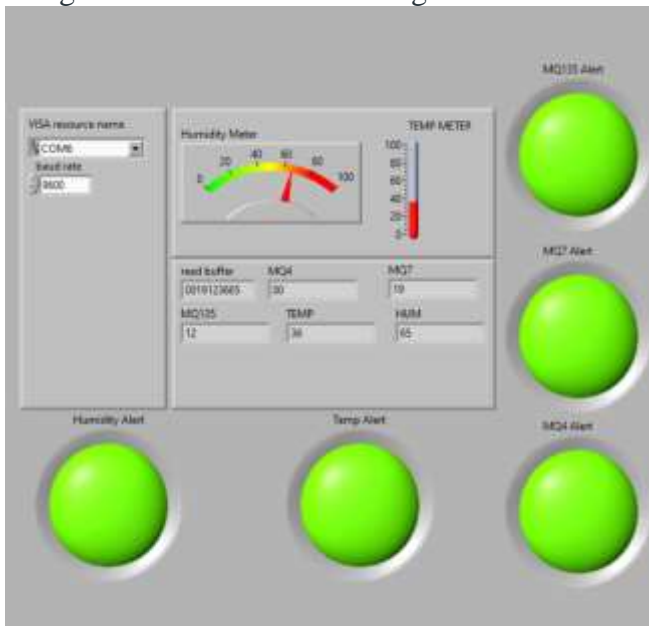 MQ135 Alert
VISA resource name
COM6
baud rate
9600
Humidity Meter
0 20 40 60 80 100
TEMP METER
100
80
60
40
20
0
MQ7 Alert
read buffer MQ4 MQ7
0019123665 00 19
MQ135 TEMP HUM
12 36 65
Humidity Alert Temp Alert MQ4 Alert